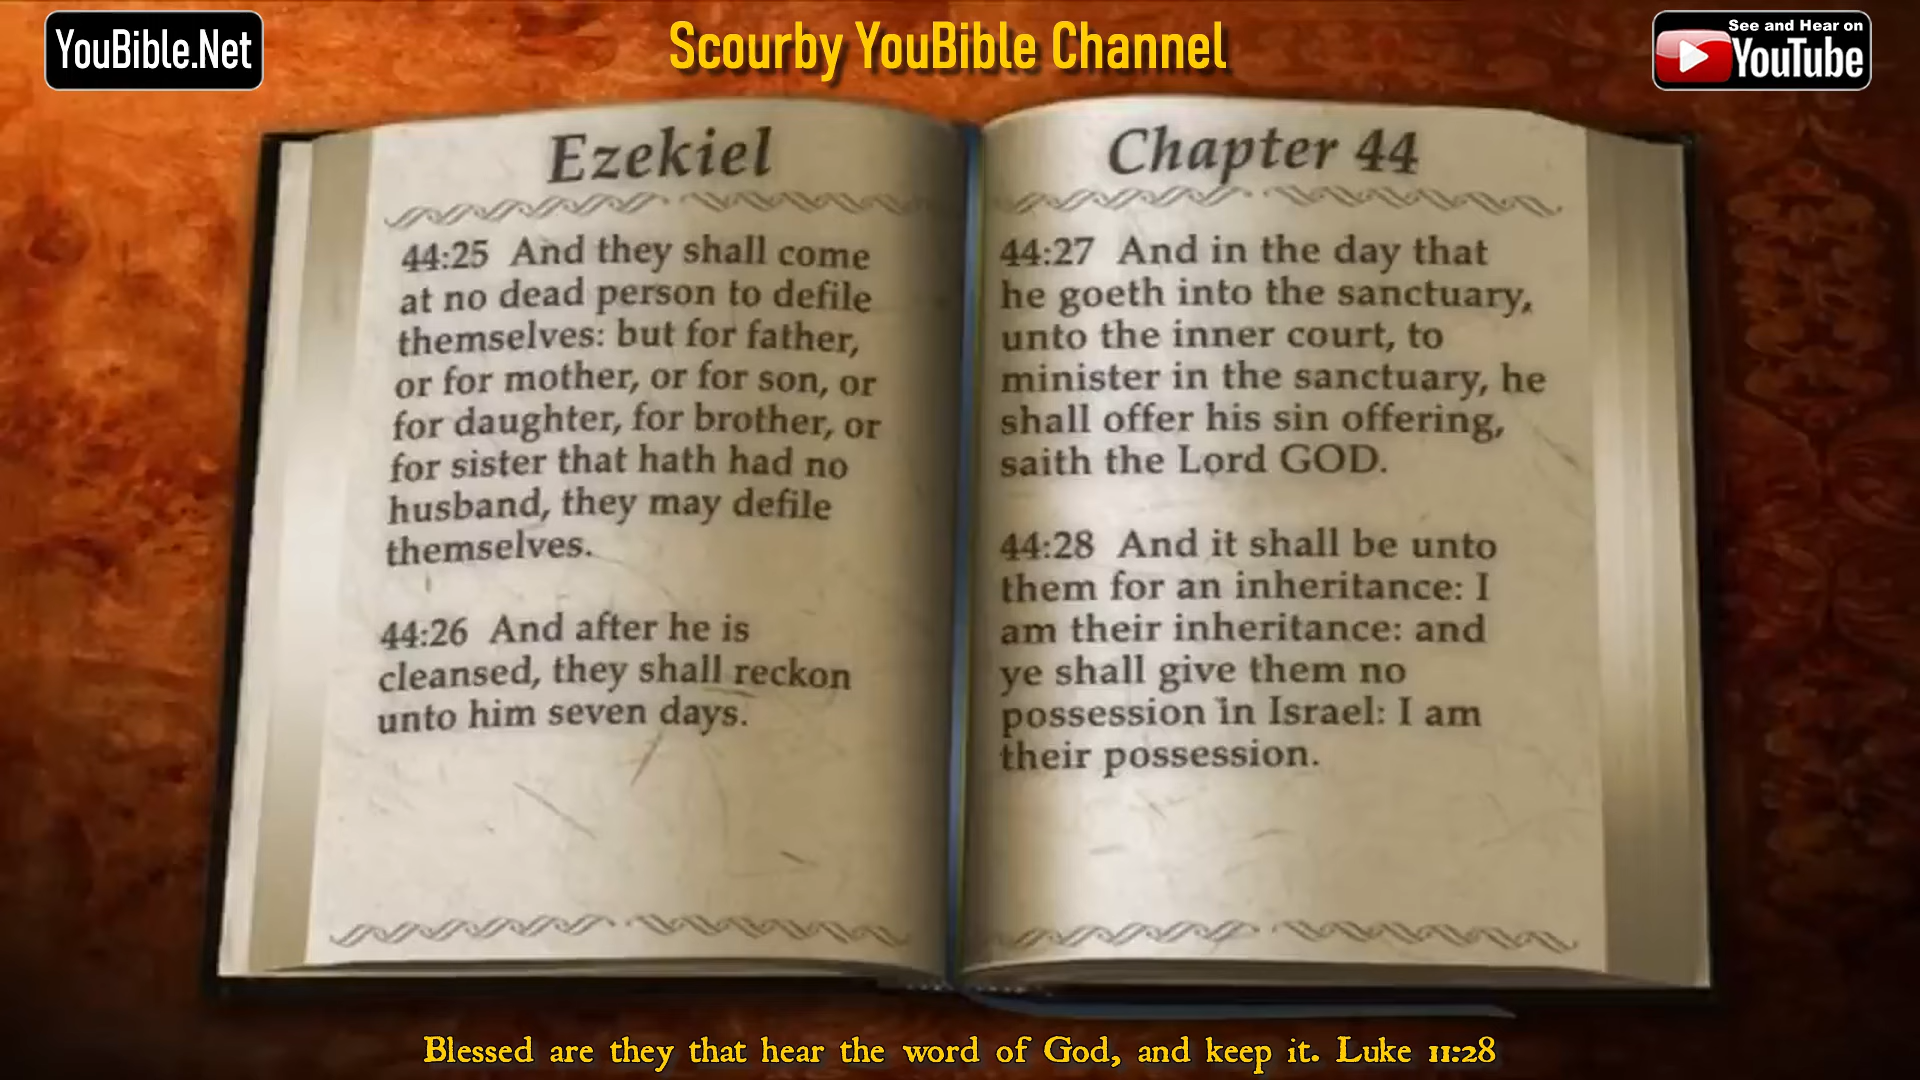 YouBible.Net
Scourby YouBible Channel
See and Hear on
YouTube
Ezekiel
44:25 And they shall come
at no dead person to defile
themselves: but for father,
or for mother, or for son, or
for daughter, for brother, or
for sister that hath had no
husband, they may defile
themselves.
44:26 And after he is
cleansed, they shall reckon
unto him seven days.
Chapter 44
44:27 And in the day that
he goeth into the sanctuary,
unto the inner court, to
minister in the sanctuary, he
shall offer his sin offering,
saith the Lord GOD.
44:28 And it shall be unto
them for an inheritance: I
am their inheritance: and
ye shall give them no
possession in Israel: I am
their possession.
Blessed are they that hear the word of God, and keep it. Luke 11:28